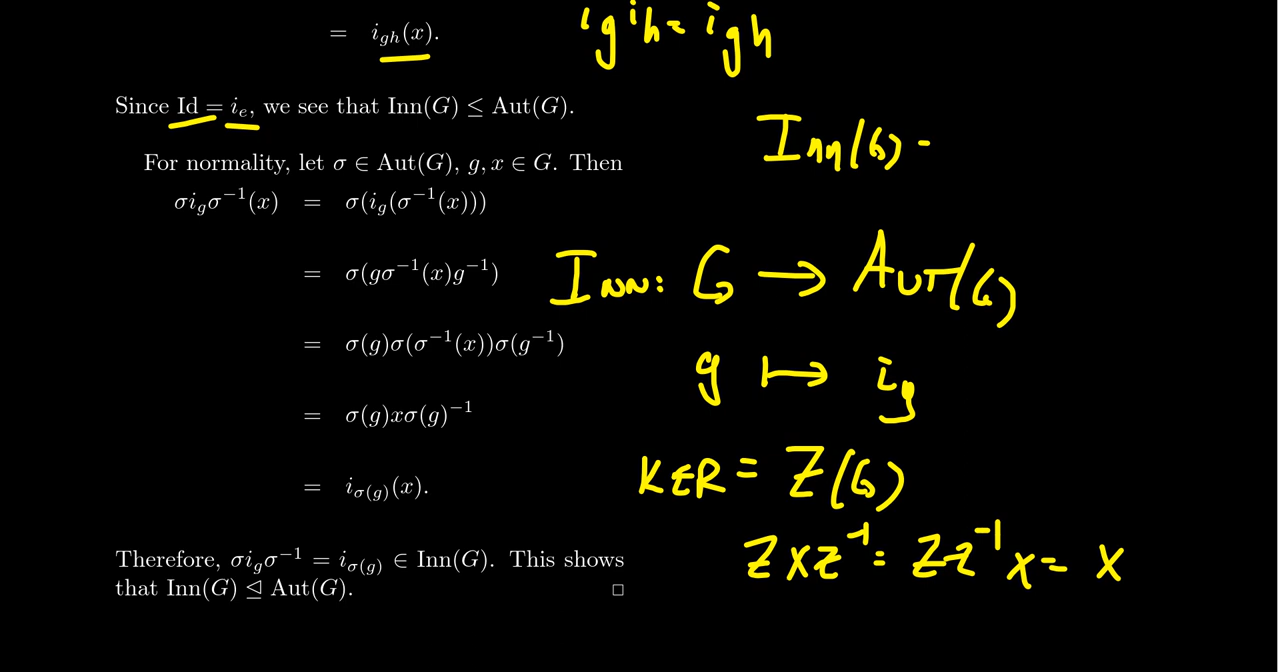 = i_{gh}(x).
i_g i_h = i_{gh}
Since Id = i_e, we see that Inn(G) ≤ Aut(G).
Inn(G) -
For normality, let σ ∈ Aut(G), g, x ∈ G. Then
σi_gσ⁻¹(x) = σ(i_g(σ⁻¹(x)))
= σ(gσ⁻¹(x)g⁻¹)
Inn: G → Aut(G)
= σ(g)σ(σ⁻¹(x))σ(g⁻¹)
g ↦ i_g
= σ(g)xσ(g)⁻¹
KER = Z(G)
= i_{σ(g)}(x).
Z X Z⁻¹ = Z Z⁻¹ X = X
Therefore, σi_gσ⁻¹ = i_{σ(g)} ∈ Inn(G). This shows
that Inn(G) ⊴ Aut(G). □